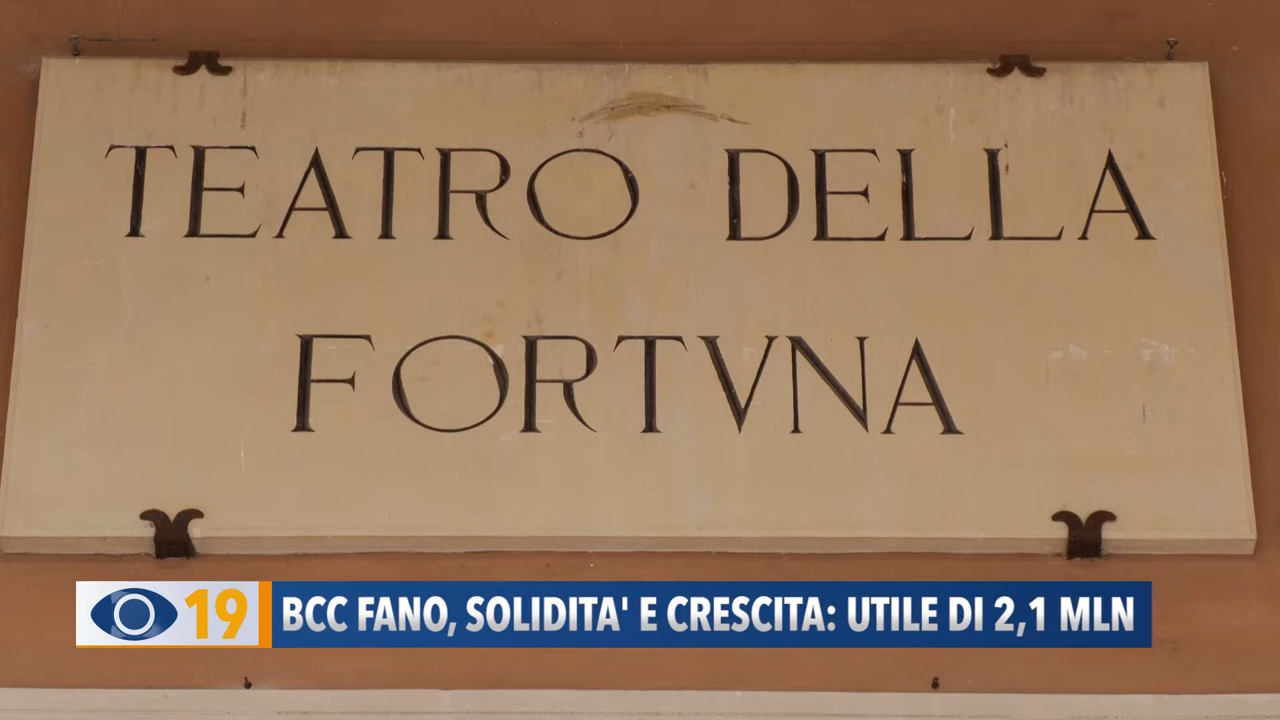 TEATRO DELLA
FORTVNA
19 BCC FANO, SOLIDITA' E CRESCITA: UTILE DI 2,1 MLN